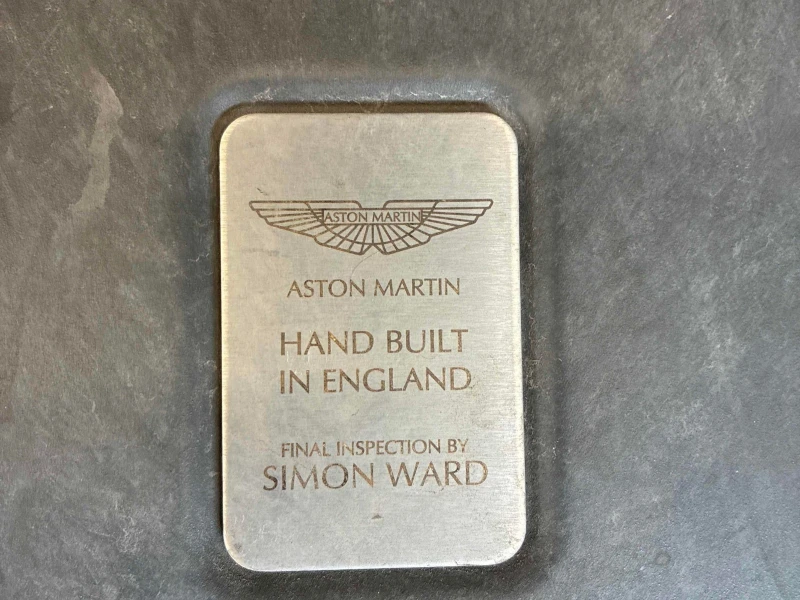 ASTON MARTIN
ASTON MARTIN
HAND BUILT
IN ENGLAND
FINAL INSPECTION BY
SIMON WARD